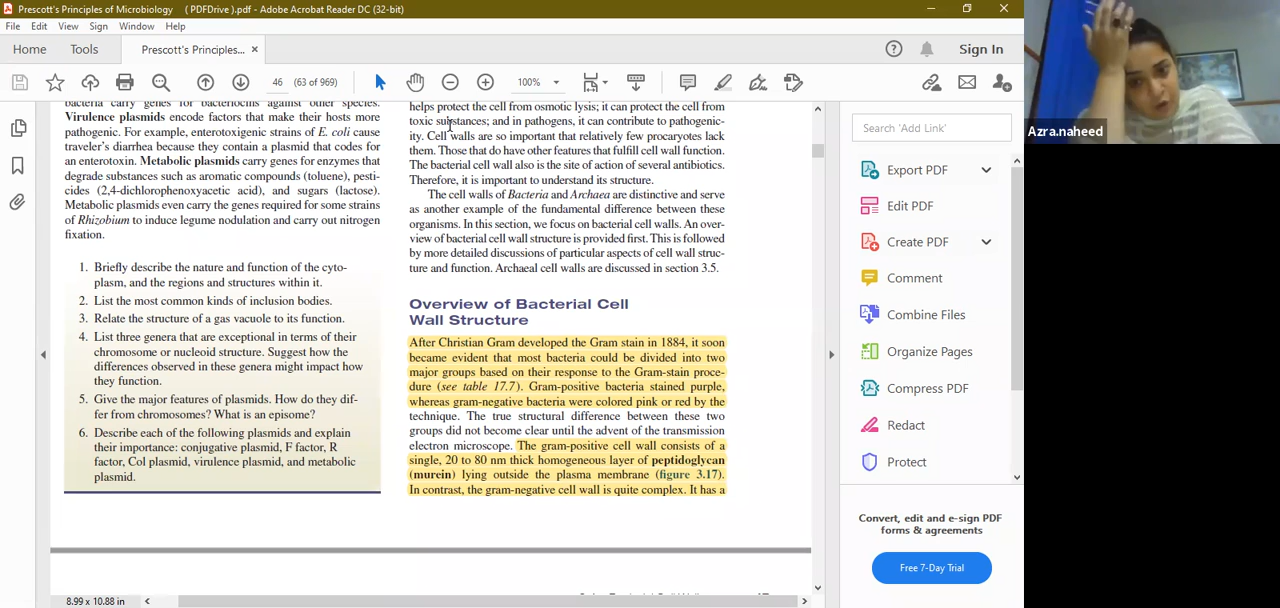 Prescott's Principles of Microbiology ( PDFDrive ).pdf - Adobe Acrobat Reader DC (32-bit)
File Edit View Sign Window Help
Home Tools Prescott's Principles... × Sign In
46 (63 of 969) 100%
bacteria carry genes for bacteriocins against other species.
Virulence plasmids encode factors that make their hosts more
pathogenic. For example, enterotoxigenic strains of E. coli cause
traveler's diarrhea because they contain a plasmid that codes for
an enterotoxin. Metabolic plasmids carry genes for enzymes that
degrade substances such as aromatic compounds (toluene), pesti-
cides (2,4-dichlorophenoxyacetic acid), and sugars (lactose).
Metabolic plasmids even carry the genes required for some strains
of Rhizobium to induce legume nodulation and carry out nitrogen
fixation.
1. Briefly describe the nature and function of the cyto-
plasm, and the regions and structures within it.
2. List the most common kinds of inclusion bodies.
3. Relate the structure of a gas vacuole to its function.
4. List three genera that are exceptional in terms of their
chromosome or nucleoid structure. Suggest how the
differences observed in these genera might impact how
they function.
5. Give the major features of plasmids. How do they dif-
fer from chromosomes? What is an episome?
6. Describe each of the following plasmids and explain
their importance: conjugative plasmid, F factor, R
factor, Col plasmid, virulence plasmid, and metabolic
plasmid.
helps protect the cell from osmotic lysis; it can protect the cell from
toxic substances; and in pathogens, it can contribute to pathogenic-
ity. Cell walls are so important that relatively few procaryotes lack
them. Those that do have other features that fulfill cell wall function.
The bacterial cell wall also is the site of action of several antibiotics.
Therefore, it is important to understand its structure.
The cell walls of Bacteria and Archaea are distinctive and serve
as another example of the fundamental difference between these
organisms. In this section, we focus on bacterial cell walls. An over-
view of bacterial cell wall structure is provided first. This is followed
by more detailed discussions of particular aspects of cell wall struc-
ture and function. Archaeal cell walls are discussed in section 3.5.
Overview of Bacterial Cell
Wall Structure
After Christian Gram developed the Gram stain in 1884, it soon
became evident that most bacteria could be divided into two
major groups based on their response to the Gram-stain proce-
dure (see table 17.7). Gram-positive bacteria stained purple,
whereas gram-negative bacteria were colored pink or red by the
technique. The true structural difference between these two
groups did not become clear until the advent of the transmission
electron microscope. The gram-positive cell wall consists of a
single, 20 to 80 nm thick homogeneous layer of peptidoglycan
(murein) lying outside the plasma membrane (figure 3.17).
In contrast, the gram-negative cell wall is quite complex. It has a
8.99 x 10.88 in
Search 'Add Link'
Export PDF
Edit PDF
Create PDF
Comment
Combine Files
Organize Pages
Compress PDF
Redact
Protect
Convert, edit and e-sign PDF
forms & agreements
Free 7-Day Trial
Azra.naheed